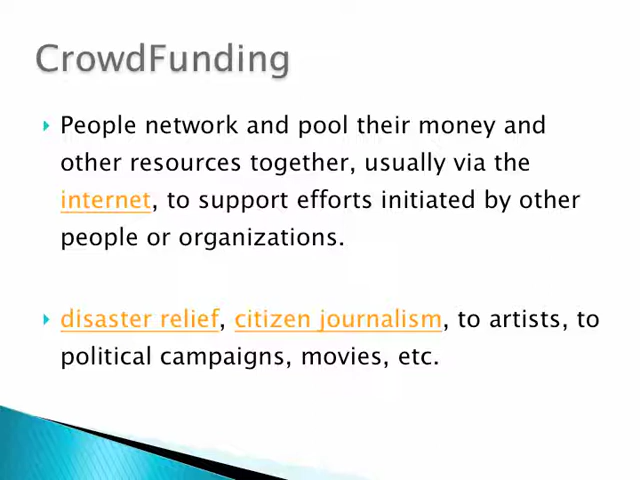 CrowdFunding
People network and pool their money and
other resources together, usually via the
internet, to support efforts initiated by other
people or organizations.
disaster relief, citizen journalism, to artists, to
political campaigns, movies, etc.